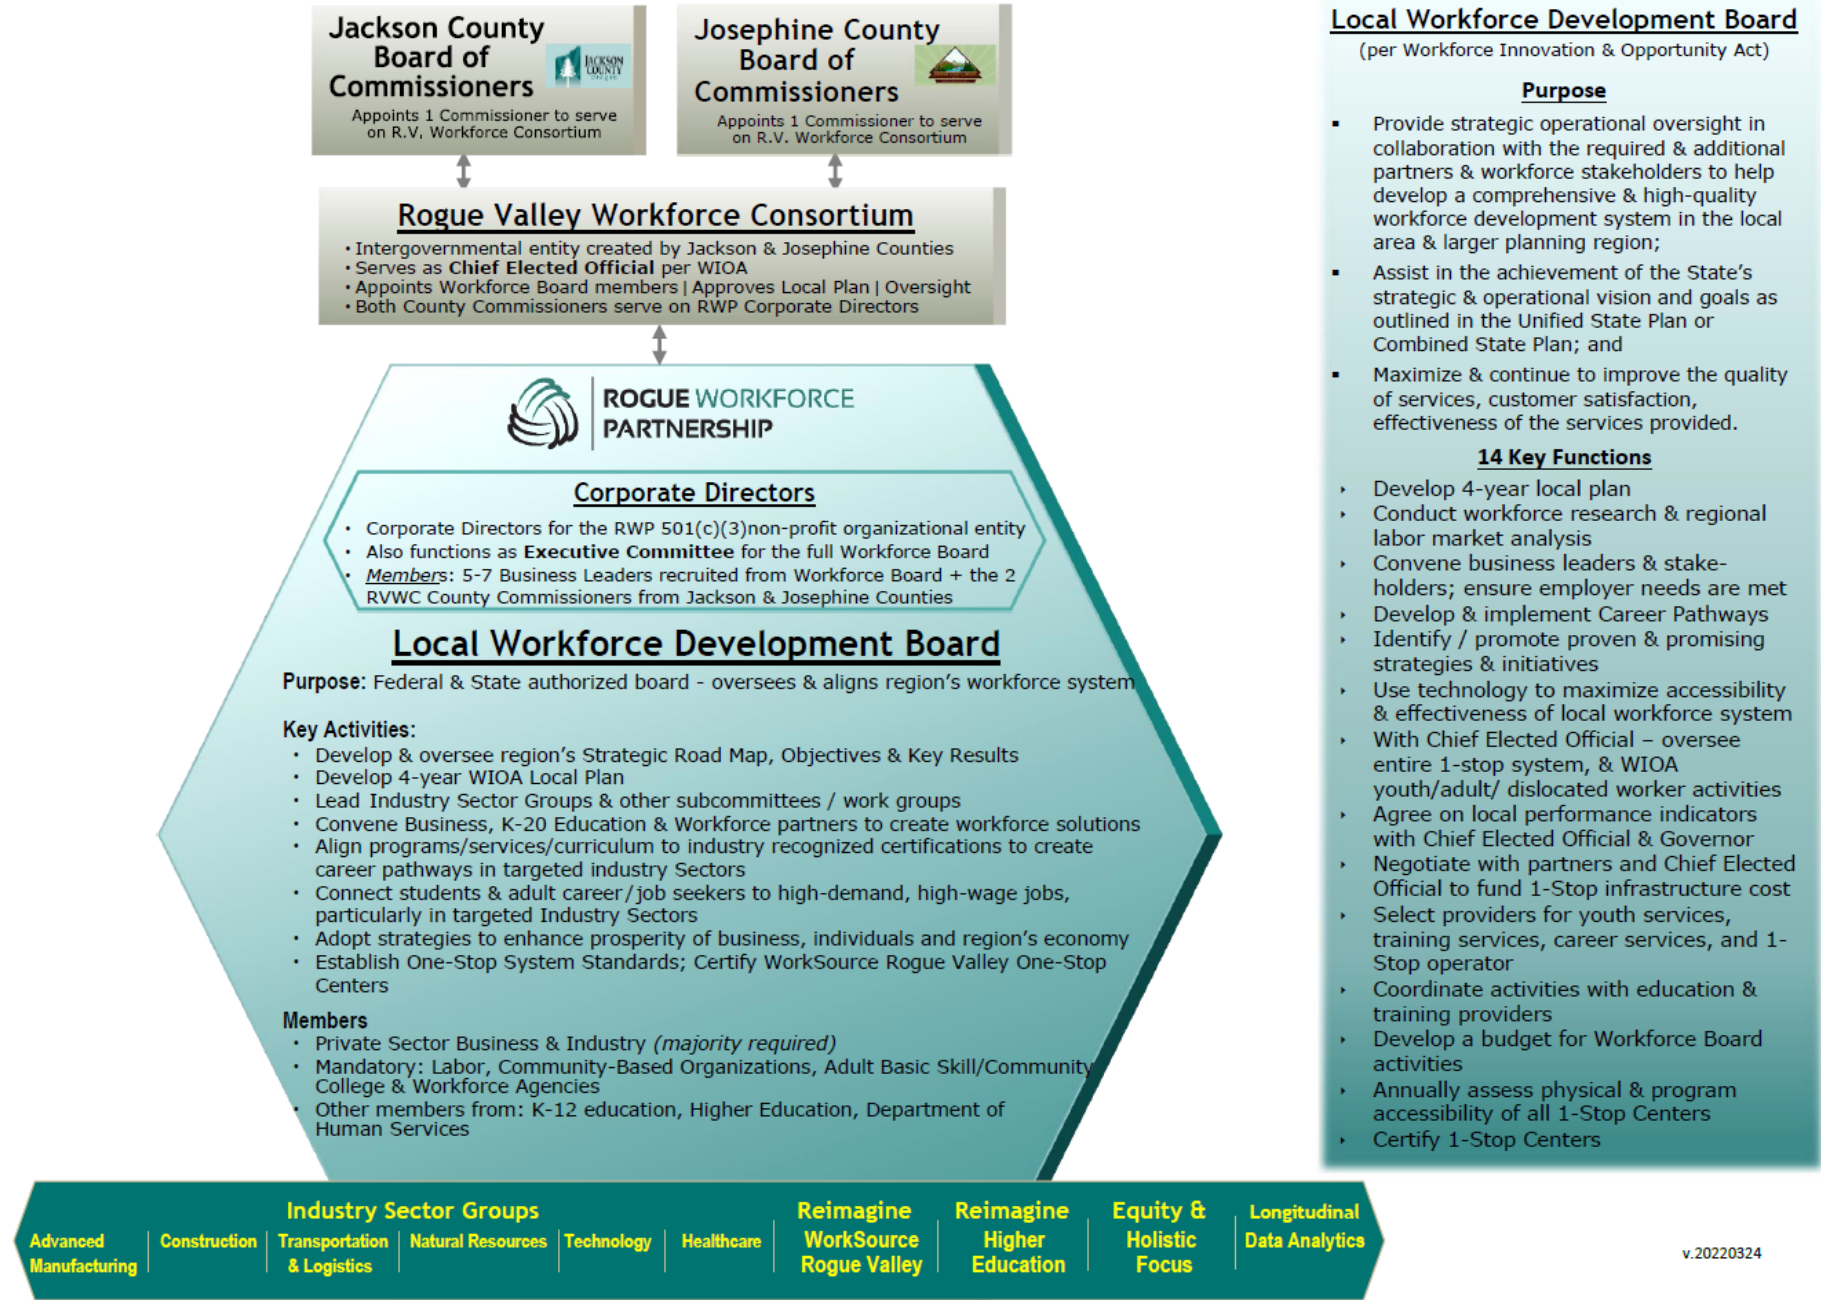 Jackson County
Board of
Commissioners
JACKSON
COUNTY
Oregon
Appoints 1 Commissioner to serve
on R.V. Workforce Consortium
Josephine County
Board of
Commissioners
Appoints 1 Commissioner to serve
on R.V. Workforce Consortium
Rogue Valley Workforce Consortium
• Intergovernmental entity created by Jackson & Josephine Counties
• Serves as Chief Elected Official per WIOA
• Appoints Workforce Board members | Approves Local Plan | Oversight
• Both County Commissioners serve on RWP Corporate Directors
ROGUE WORKFORCE
PARTNERSHIP
Corporate Directors
• Corporate Directors for the RWP 501(c)(3)non-profit organizational entity
• Also functions as Executive Committee for the full Workforce Board
• Members: 5-7 Business Leaders recruited from Workforce Board + the 2
RVWC County Commissioners from Jackson & Josephine Counties
Local Workforce Development Board
Purpose: Federal & State authorized board - oversees & aligns region's workforce system
Key Activities:
• Develop & oversee region's Strategic Road Map, Objectives & Key Results
• Develop 4-year WIOA Local Plan
• Lead Industry Sector Groups & other subcommittees / work groups
• Convene Business, K-20 Education & Workforce partners to create workforce solutions
• Align programs/services/curriculum to industry recognized certifications to create
career pathways in targeted industry Sectors
• Connect students & adult career/job seekers to high-demand, high-wage jobs,
particularly in targeted Industry Sectors
• Adopt strategies to enhance prosperity of business, individuals and region's economy
• Establish One-Stop System Standards; Certify WorkSource Rogue Valley One-Stop
Centers
Members
• Private Sector Business & Industry (majority required)
• Mandatory: Labor, Community-Based Organizations, Adult Basic Skill/Community
College & Workforce Agencies
• Other members from: K-12 education, Higher Education, Department of
Human Services
Industry Sector Groups
Advanced
Manufacturing
Construction
Transportation
& Logistics
Natural Resources
Technology
Healthcare
Reimagine
WorkSource
Rogue Valley
Reimagine
Higher
Education
Equity &
Holistic
Focus
Longitudinal
Data Analytics
Local Workforce Development Board
(per Workforce Innovation & Opportunity Act)
Purpose
▪ Provide strategic operational oversight in
collaboration with the required & additional
partners & workforce stakeholders to help
develop a comprehensive & high-quality
workforce development system in the local
area & larger planning region;
▪ Assist in the achievement of the State's
strategic & operational vision and goals as
outlined in the Unified State Plan or
Combined State Plan; and
▪ Maximize & continue to improve the quality
of services, customer satisfaction,
effectiveness of the services provided.
14 Key Functions
‣ Develop 4-year local plan
‣ Conduct workforce research & regional
labor market analysis
‣ Convene business leaders & stake-
holders; ensure employer needs are met
‣ Develop & implement Career Pathways
‣ Identify / promote proven & promising
strategies & initiatives
‣ Use technology to maximize accessibility
& effectiveness of local workforce system
‣ With Chief Elected Official – oversee
entire 1-stop system, & WIOA
youth/adult/ dislocated worker activities
‣ Agree on local performance indicators
with Chief Elected Official & Governor
‣ Negotiate with partners and Chief Elected
Official to fund 1-Stop infrastructure cost
‣ Select providers for youth services,
training services, career services, and 1-
Stop operator
‣ Coordinate activities with education &
training providers
‣ Develop a budget for Workforce Board
activities
‣ Annually assess physical & program
accessibility of all 1-Stop Centers
‣ Certify 1-Stop Centers
v.20220324